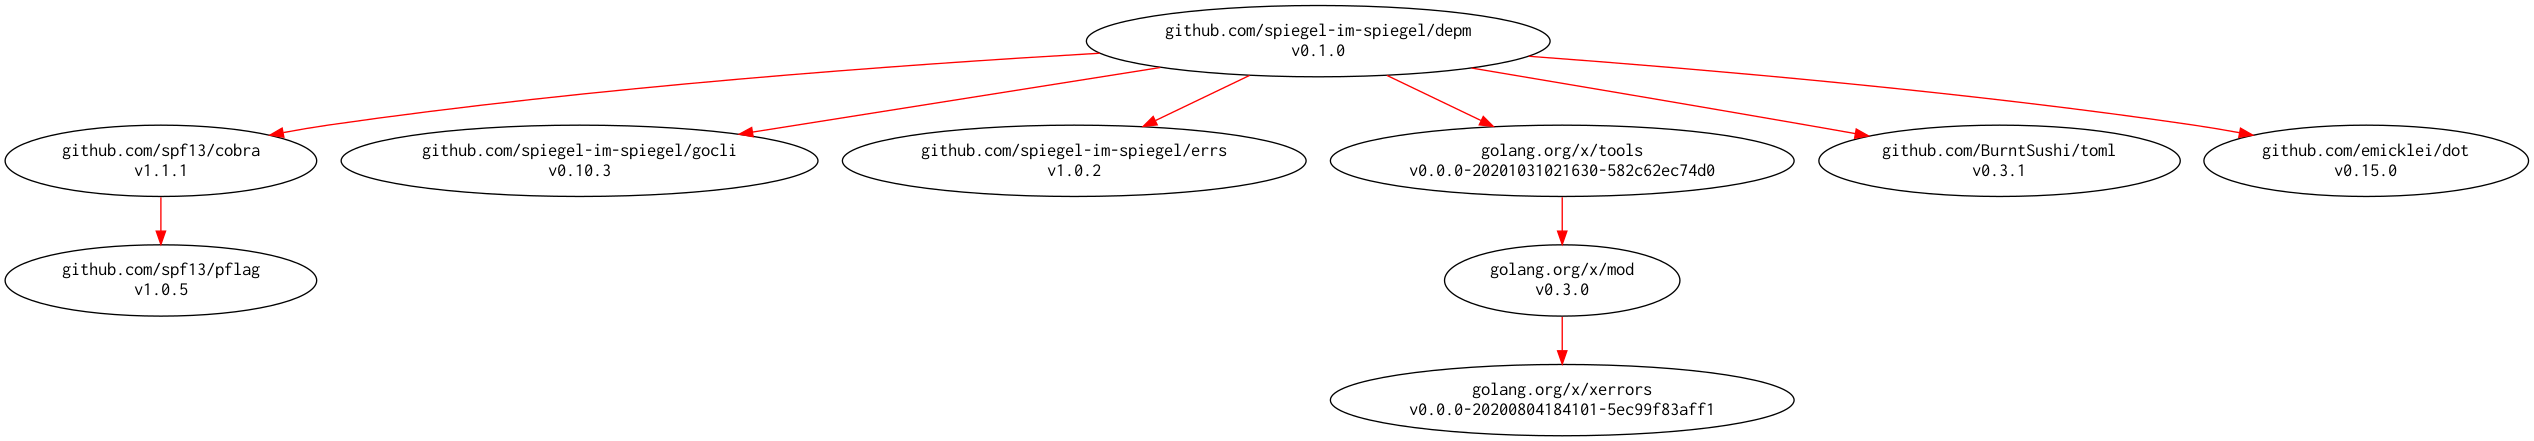 github.com/spiegel-im-spiegel/depm
v0.1.0
github.com/spf13/cobra
v1.1.1
github.com/spiegel-im-spiegel/gocli
v0.10.3
github.com/spiegel-im-spiegel/errs
v1.0.2
golang.org/x/tools
v0.0.0-20201031021630-582c62ec74d0
github.com/BurntSushi/toml
v0.3.1
github.com/emicklei/dot
v0.15.0
github.com/spf13/pflag
v1.0.5
golang.org/x/mod
v0.3.0
golang.org/x/xerrors
v0.0.0-20200804184101-5ec99f83aff1